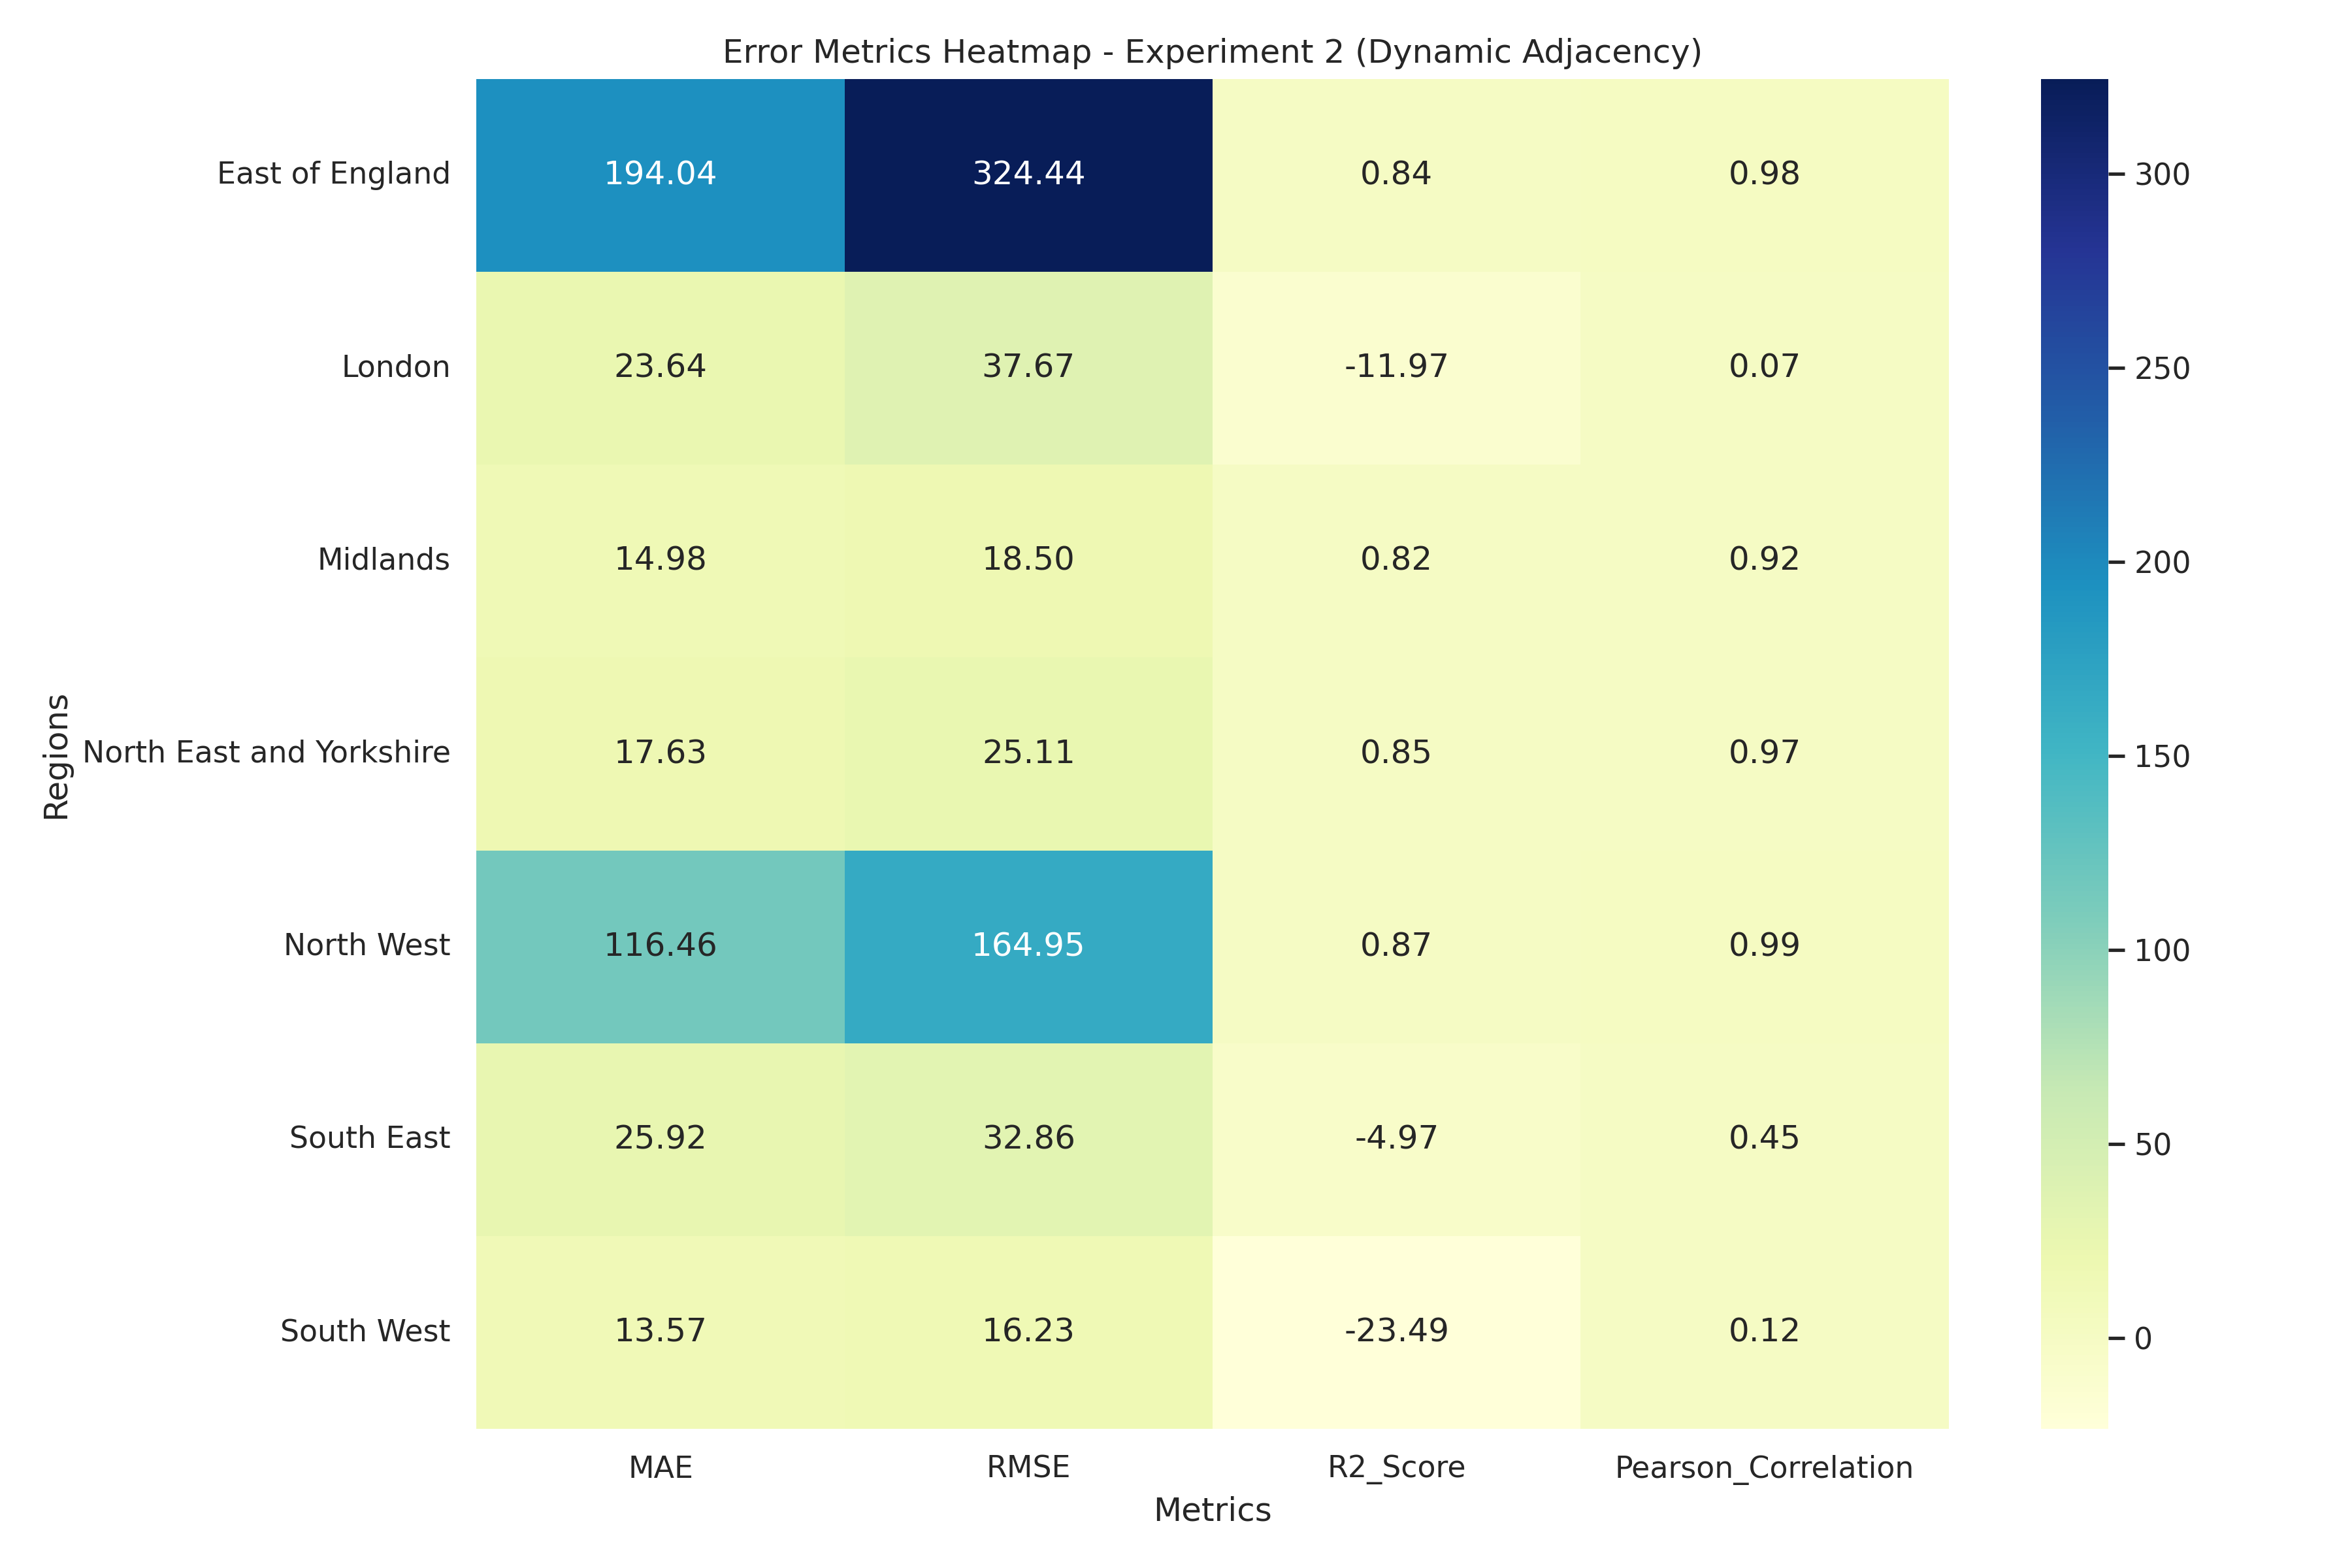 Error Metrics Heatmap - Experiment 2 (Dynamic Adjacency)
East of England 194.04 324.44 0.84 0.98
London 23.64 37.67 -11.97 0.07
Midlands 14.98 18.50 0.82 0.92
North East and Yorkshire 17.63 25.11 0.85 0.97
North West 116.46 164.95 0.87 0.99
South East 25.92 32.86 -4.97 0.45
South West 13.57 16.23 -23.49 0.12
MAE RMSE R2_Score Pearson_Correlation
Metrics
Regions
300
250
200
150
100
50
0